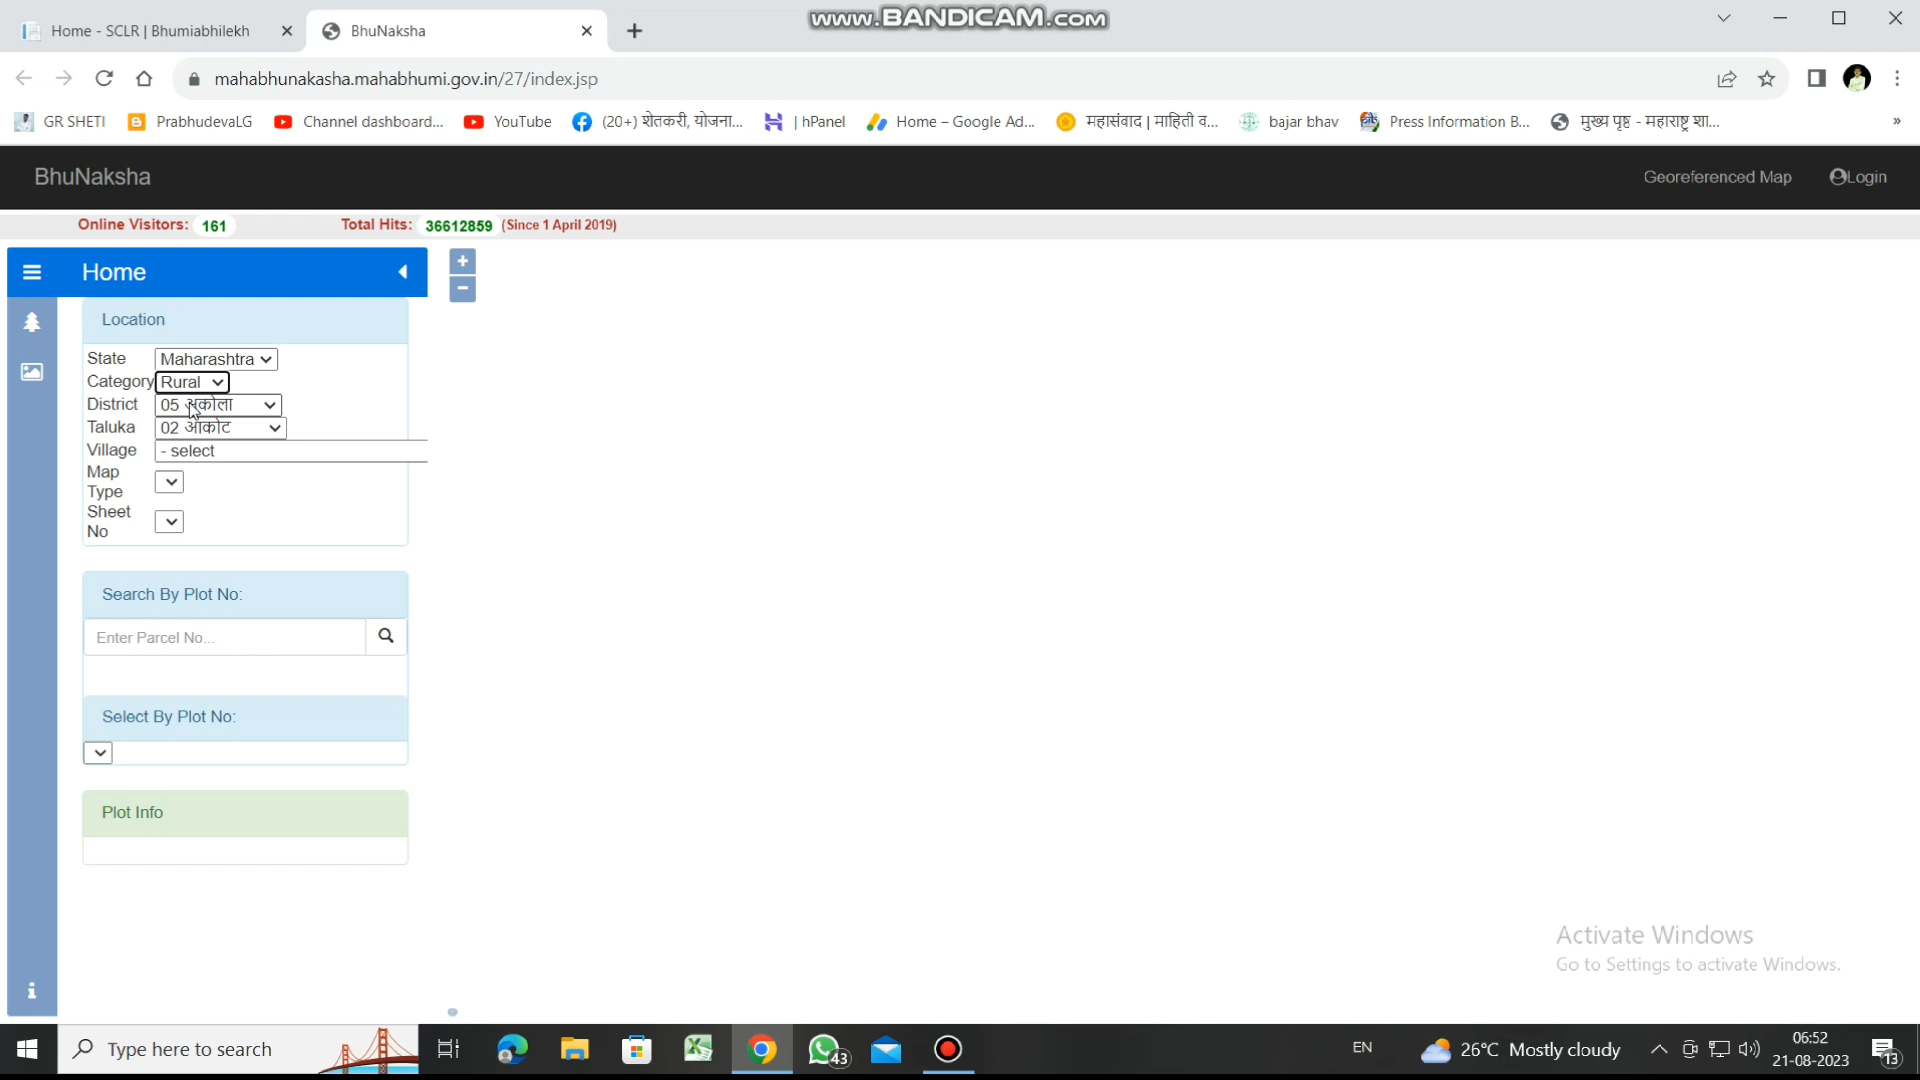 Home - SCLR | Bhumiabhilekh
BhuNaksha
www.BANDICAM.com
mahabhunakasha.mahabhumi.gov.in/27/index.jsp
GR SHETI
PrabhudevaLG
Channel dashboard...
YouTube
(20+) शेतकरी, योजना...
| hPanel
Home – Google Ad...
महासंवाद | माहिती व...
bajar bhav
Press Information B...
मुख्य पृष्ठ - महाराष्ट्र शा...
»
BhuNaksha
Georeferenced Map
Login
Online Visitors: 161
Total Hits: 36612859 (Since 1 April 2019)
Home
+
-
Location
State Maharashtra
Category Rural
District 05 अकोला
Taluka 02 आकोट
Village - select
Map
Type
Sheet
No
Search By Plot No:
Enter Parcel No...
Select By Plot No:
Plot Info
Activate Windows
Go to Settings to activate Windows.
Type here to search
43
EN
26°C Mostly cloudy
06:52
21-08-2023
13